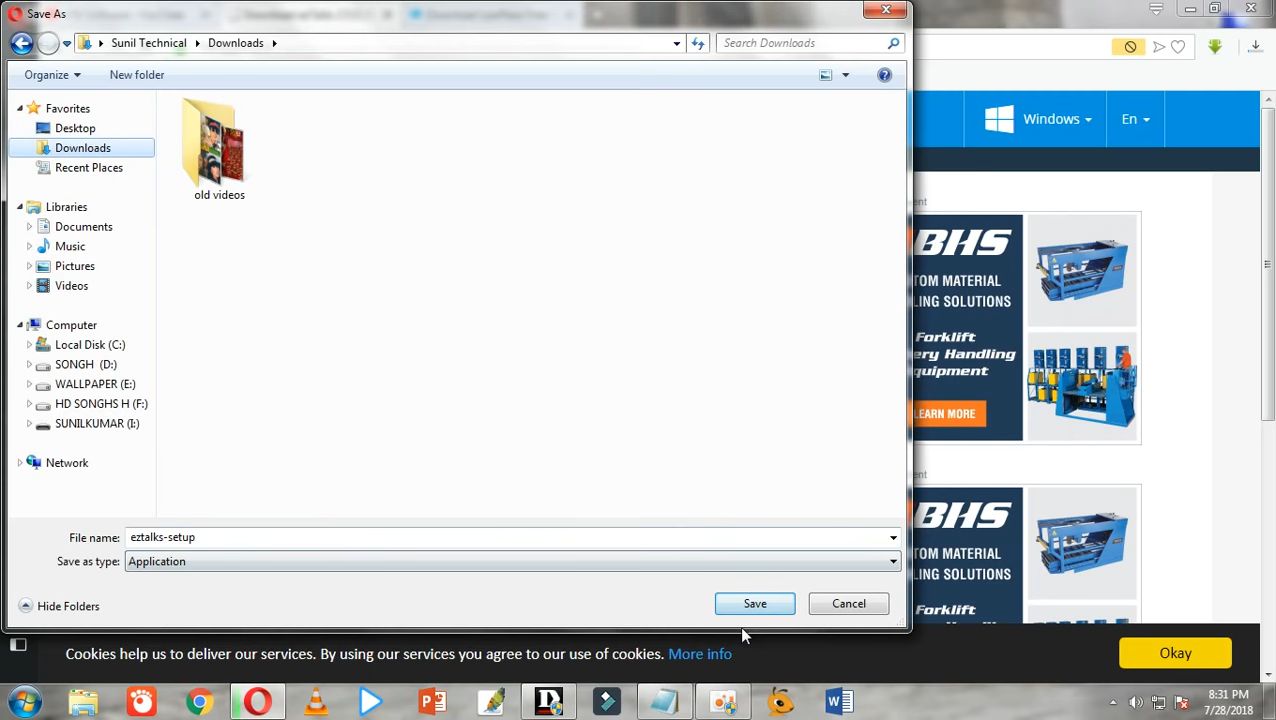 Save As
Sunil Technical
Downloads
Search Downloads
Organize
New folder
Favorites
Desktop
Downloads
Recent Places
Libraries
Documents
Music
Pictures
Videos
Computer
Local Disk (C:)
SONGH (D:)
WALLPAPER (E:)
HD SONGHS H (F:)
SUNILKUMAR (I:)
Network
old videos
File name: eztalks-setup
Save as type: Application
Hide Folders
Save
Cancel
Windows
En
BHS
TOM MATERIAL
LING SOLUTIONS
Forklift
ery Handling
quipment
LEARN MORE
BHS
TOM MATERIAL
LING SOLUTIONS
Forklift
Cookies help us to deliver our services. By using our services you agree to our use of cookies. More info
Okay
8:31 PM
7/28/2018